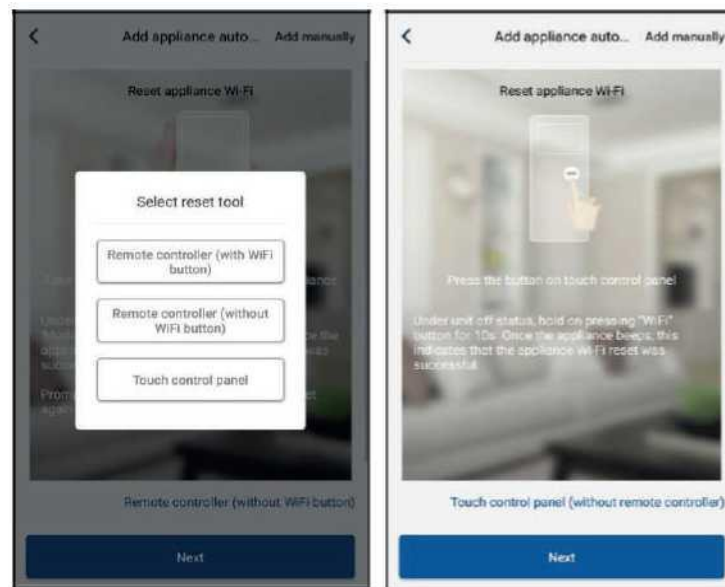 Add appliance auto... Add manually
Reset appliance Wi-Fi
Select reset tool
Remote controller (with WiFi
button)
Remote controller (without
WiFi button)
Touch control panel
Remote controller (without WiFi button)
Next
Add appliance auto... Add manually
Reset appliance Wi-Fi
Press the button on touch control panel
Under unit off status, hold on pressing "WiFi"
button for 10s. Once the appliance beeps, this
indicates that the appliance Wi-Fi reset was
successful.
Touch control panel (without remote controller)
Next